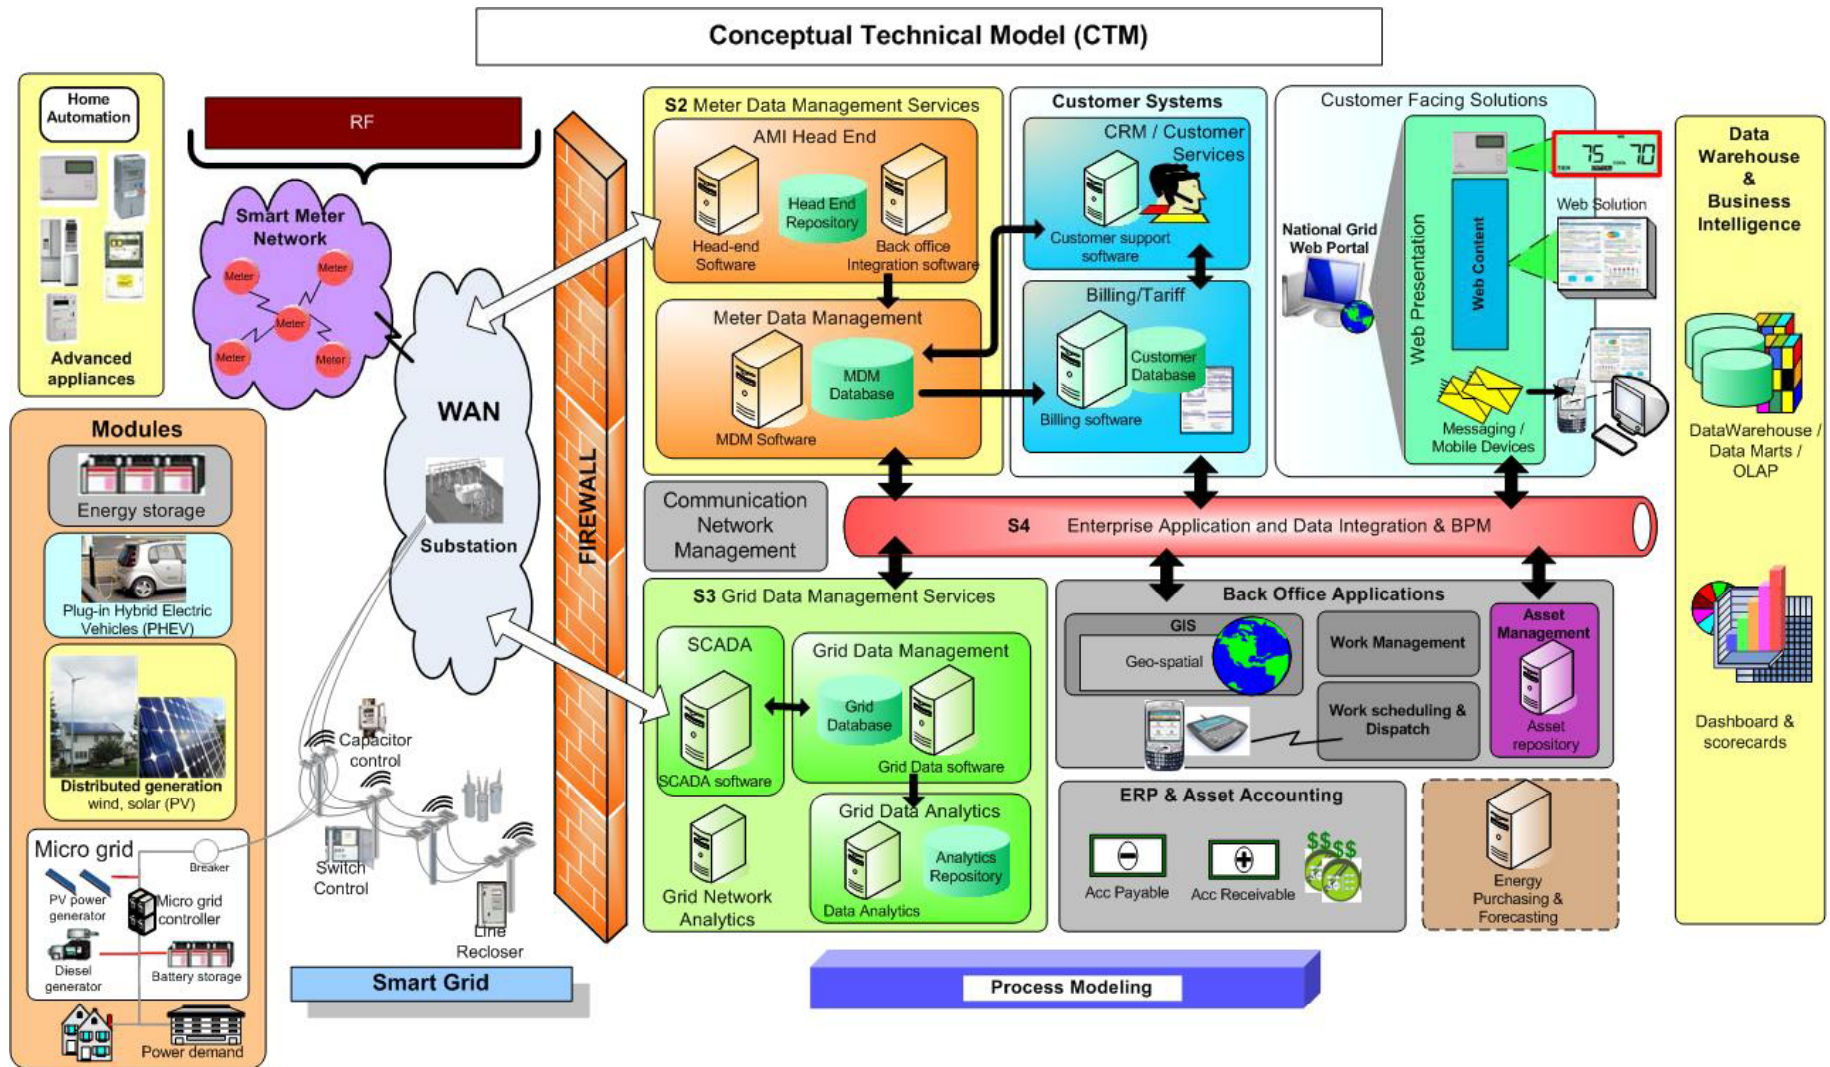 Conceptual Technical Model (CTM)
Home
Automation
Advanced
appliances
RF
Smart Meter
Network
Meter
Meter
Meter
Meter
Meter
WAN
Substation
FIREWALL
Modules
Energy storage
Plug-in Hybrid Electric
Vehicles (PHEV)
Distributed generation
wind, solar (PV)
Micro grid
Breaker
PV power
generator
Micro grid
controller
Diesel
generator
Battery storage
Power demand
Capacitor
control
Switch
Control
Line
Recloser
Smart Grid
S2 Meter Data Management Services
AMI Head End
Head End
Repository
Head-end
Software
Back office
Integration software
Meter Data Management
MDM
Database
MDM Software
Customer Systems
CRM / Customer
Services
Customer support
software
Billing/Tariff
Customer
Database
Billing software
Customer Facing Solutions
National Grid
Web Portal
Web Presentation
Web Content
75
70
Web Solution
Messaging /
Mobile Devices
Communication
Network
Management
S4 Enterprise Application and Data Integration & BPM
S3 Grid Data Management Services
SCADA
SCADA software
Grid Data Management
Grid
Database
Grid Data software
Grid Network
Analytics
Grid Data Analytics
Analytics
Repository
Data Analytics
Back Office Applications
GIS
Geo-spatial
Work Management
Work scheduling &
Dispatch
Asset
Management
Asset
repository
ERP & Asset Accounting
Acc Payable
Acc Receivable
$$
$$
Energy
Purchasing &
Forecasting
Process Modeling
Data
Warehouse
&
Business
Intelligence
DataWarehouse /
Data Marts /
OLAP
Dashboard &
scorecards